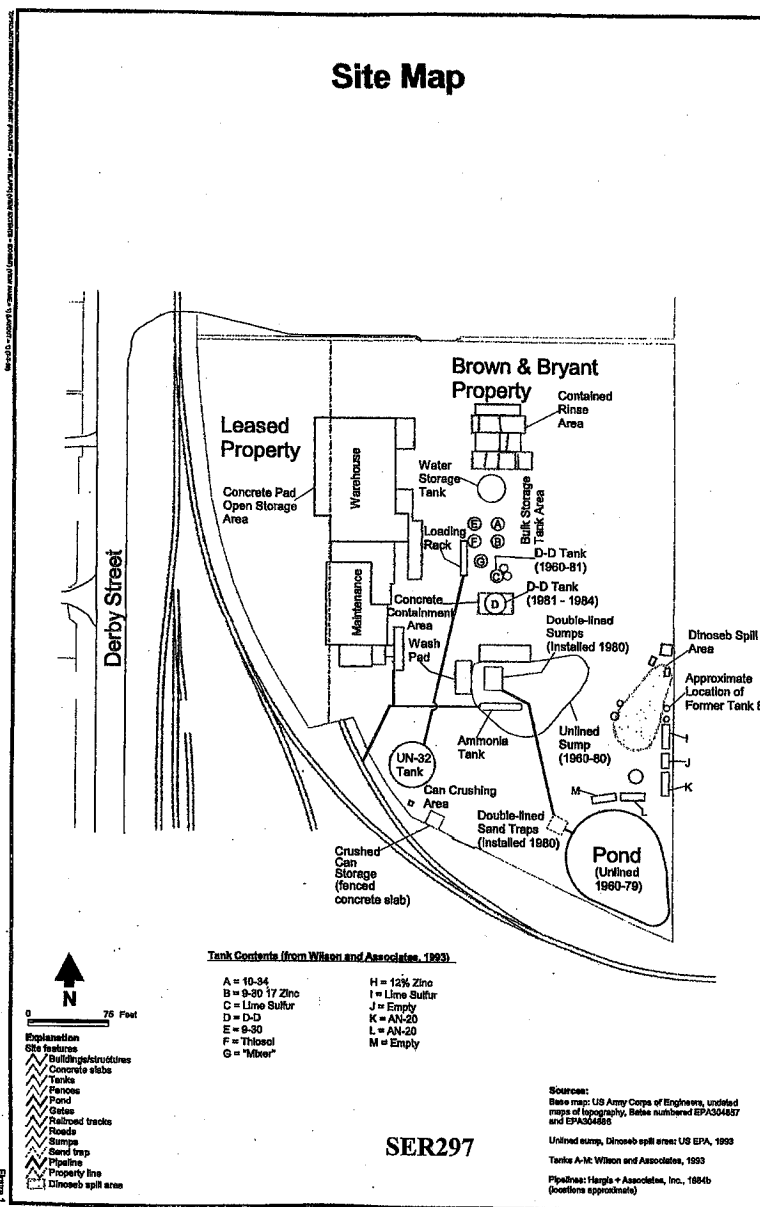 Site Map
Brown & Bryant
Property
Contained
Rinse
Area
Leased
Property
Warehouse
Water
Storage
Tank
Bulk Storage
Tank Area
Concrete Pad
Open Storage
Area
E
A
F
B
G
C
Loading
Rack
D-D Tank
(1960-81)
D-D Tank
(1981 - 1984)
D
Derby Street
Maintenance
Concrete
Containment
Area
Double-lined
Sumps
(Installed 1980)
Dinoseb Spill
Area
Wash
Pad
Approximate
Location of
Former Tank
Ammonia
Tank
Unlined
Sump
(1960-80)
I
J
K
UN-32
Tank
M
L
Can Crushing
Area
Double-lined
Sand Traps
(Installed 1980)
Crushed
Can
Storage
(fenced
concrete slab)
Pond
(Unlined
1960-79)
Tank Contents (from Wilson and Associates, 1993)
A = 10-34
B = 9-30 17 Zinc
C = Lime Sulfur
D = D-D
E = 9-30
F = Thiosol
G = "Mixer"
H = 12% Zinc
I = Lime Sulfur
J = Empty
K = AN-20
L = AN-20
M = Empty
N
0 75 Feet
Explanation
Site features
Buildings/structures
Concrete slabs
Tanks
Fences
Pond
Gates
Railroad tracks
Roads
Sumps
Sand trap
Pipeline
Property line
Dinoseb spill area
SER297
Sources:
Base map: US Army Corps of Engineers, undated
maps of topography, Bates numbered EPA304887
and EPA304886
Unlined sump, Dinoseb spill area: US EPA, 1993
Tanks A-M: Wilson and Associates, 1993
Pipelines: Hargis + Associates, Inc., 1984b
(locations approximate)
Figure 1